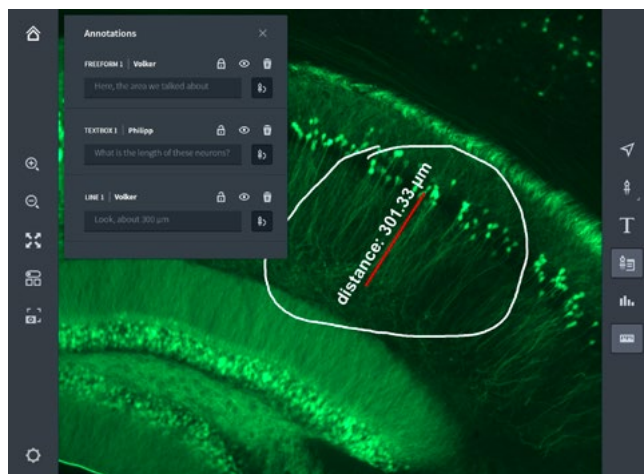 Annotations
FREEFORM 1 | Volker
Here, the area we talked about
TEXTBOX 1 | Philipp
What is the length of these neurons?
LINE 1 | Volker
Look, about 300 µm
distance: 301.33 µm
T